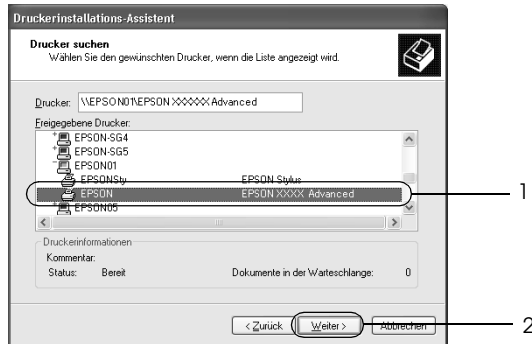 Druckerinstallations-Assistent
Drucker suchen
Wählen Sie den gewünschten Drucker, wenn die Liste angezeigt wird.
Drucker: \\EPSON01\EPSON XXXXX Advanced
Freigegebene Drucker:
EPSON-SG4
EPSON-SG5
EPSON01
EPSONSty EPSON Stylus
EPSON EPSON XXXX Advanced
EPSON05
1
Druckerinformationen
Kommentar:
Status: Bereit Dokumente in der Warteschlange: 0
< Zurück Weiter > Abbrechen
2